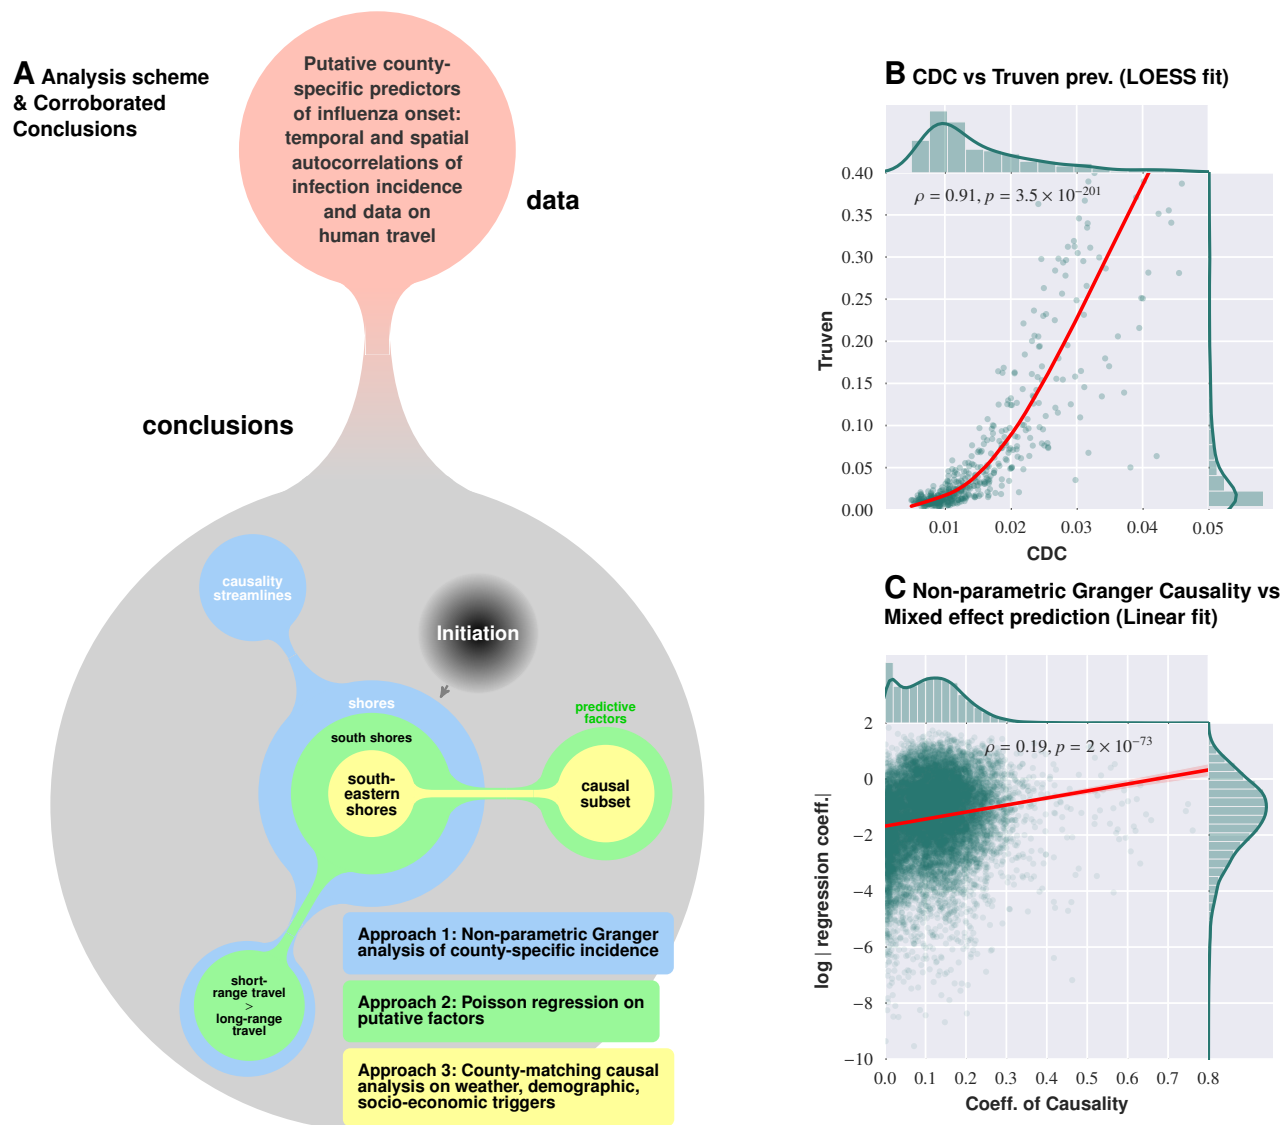 A Analysis scheme
& Corroborated
Conclusions
Putative county-
specific predictors
of influenza onset:
temporal and spatial
autocorrelations of
infection incidence
and data on
human travel
data
conclusions
causality
streamlines
Initiation
shores
south shores
south-
eastern
shores
predictive
factors
causal
subset
short-
range travel
>
long-range
travel
Approach 1: Non-parametric Granger
analysis of county-specific incidence
Approach 2: Poisson regression on
putative factors
Approach 3: County-matching causal
analysis on weather, demographic,
socio-economic triggers
B CDC vs Truven prev. (LOESS fit)
ρ = 0.91, p = 3.5 × 10⁻²⁰¹
0.40
0.35
0.30
0.25
0.20
0.15
0.10
0.05
0.00
Truven
0.01 0.02 0.03 0.04 0.05
CDC
C Non-parametric Granger Causality vs
Mixed effect prediction (Linear fit)
ρ = 0.19, p = 2 × 10⁻⁷³
2
0
−2
−4
−6
−8
−10
log | regression coeff.|
0.0 0.1 0.2 0.3 0.4 0.5 0.6 0.7 0.8
Coeff. of Causality